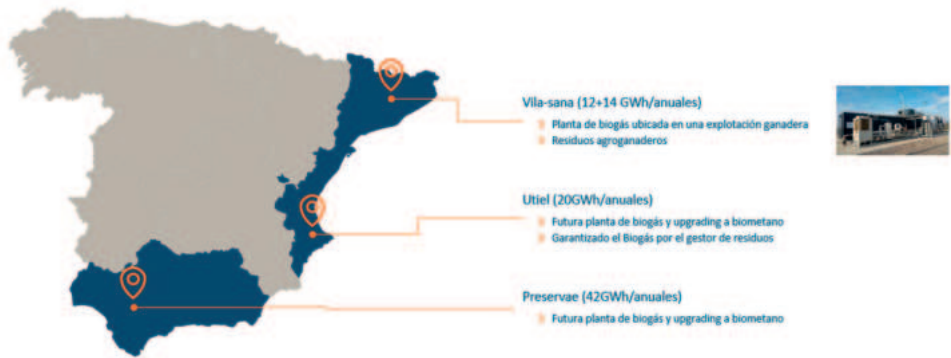 Vila-sana (12+14 GWh/anuales)
Planta de biogás ubicada en una explotación ganadera
Residuos agroganaderos
Utiel (20GWh/anuales)
Futura planta de biogás y upgrading a biometano
Garantizado el Biogás por el gestor de residuos
Preservae (42GWh/anuales)
Futura planta de biogás y upgrading a biometano